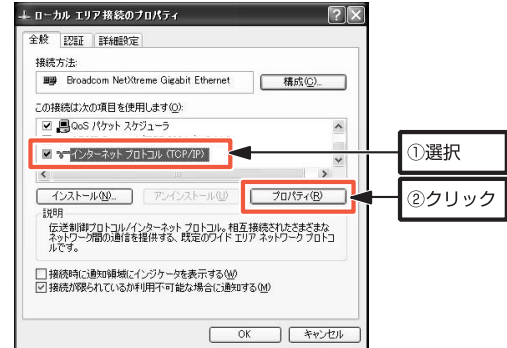 ローカル エリア接続のプロパティ
全般 認証 詳細設定
接続方法:
Broadcom NetXtreme Gigabit Ethernet
構成(C)...
この接続は次の項目を使用します(O):
QoS パケット スケジューラ
インターネット プロトコル (TCP/IP)
①選択
インストール(N)... アンインストール(U) プロパティ(R)
②クリック
説明
伝送制御プロトコル/インターネット プロトコル。相互接続されたさまざまな
ネットワーク間の通信を提供する、既定のワイド エリア ネットワーク プロトコ
ルです。
接続時に通知領域にインジケータを表示する(W)
接続が限られているか利用不可能な場合に通知する(M)
OK キャンセル